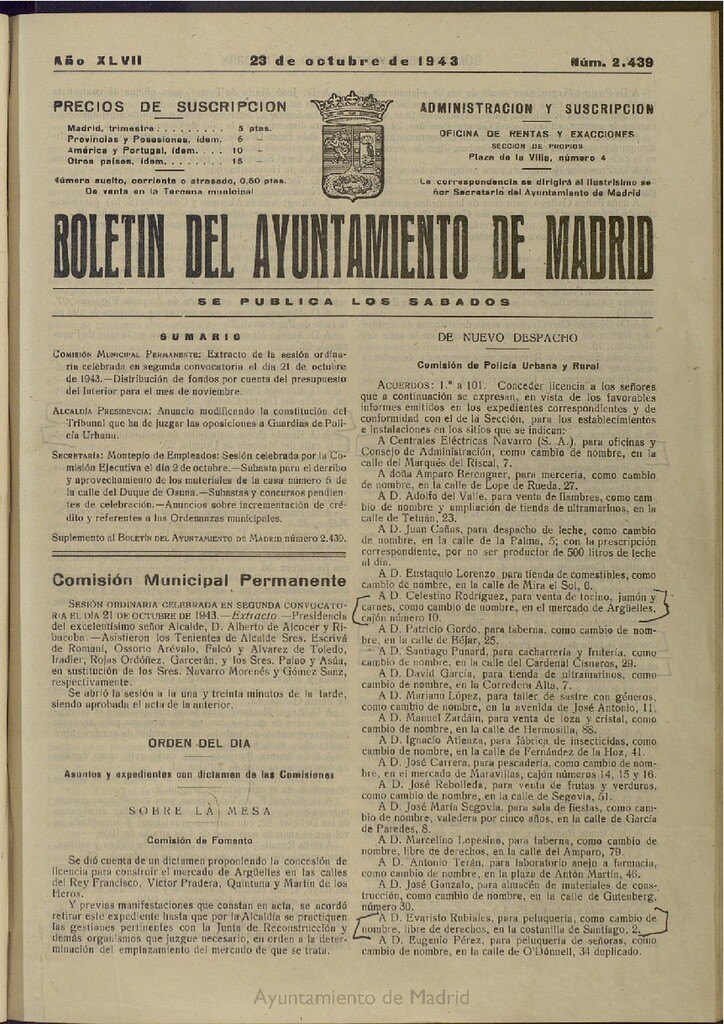 Año XLVII
23 de octubre de 1943
Núm. 2.439
PRECIOS DE SUSCRIPCION
Madrid, trimestre . . . . . . . . . 5 ptas.
Provincias y Posesiones, ídem. 6 –
América y Portugal, ídem. . . . 10 –
Otros países, ídem. . . . . . . . 15 –
Número suelto, corriente o atrasado, 0,50 ptas.
De venta en la Tercena municipal
ADMINISTRACION Y SUSCRIPCION
OFICINA DE RENTAS Y EXACCIONES
SECCION DE PROPIOS
Plaza de la Villa, número 4
La correspondencia se dirigirá al ilustrísimo se-
ñor Secretario del Ayuntamiento de Madrid
BOLETIN DEL AYUNTAMIENTO DE MADRID
SE PUBLICA LOS SABADOS
SUMARIO
COMISIÓN MUNICIPAL PERMANENTE: Extracto de la sesión ordina-
ria celebrada en segunda convocatoria el día 21 de octubre
de 1943.—Distribución de fondos por cuenta del presupuesto
del Interior para el mes de noviembre.
ALCALDÍA PRESIDENCIA: Anuncio modificando la constitución del
Tribunal que ha de juzgar las oposiciones a Guardias de Poli-
cía Urbana.
SECRETARÍA: Montepío de Empleados: Sesión celebrada por la Co-
misión Ejecutiva el día 2 de octubre.—Subasta para el derribo
y aprovechamiento de los materiales de la casa número 5 de
la calle del Duque de Osuna.—Subastas y concursos pendien-
tes de celebración.—Anuncios sobre incrementación de cré-
dito y referentes a las Ordenanzas municipales.
Suplemento al BOLETÍN DEL AYUNTAMIENTO DE MADRID número 2.439.
Comisión Municipal Permanente
SESIÓN ORDINARIA CELEBRADA EN SEGUNDA CONVOCATO-
RIA EL DÍA 21 DE OCTUBRE DE 1943.—Extracto.—Presidencia
del excelentísimo señor Alcalde, D. Alberto de Alcocer y Ri-
bacoba.—Asistieron los Tenientes de Alcalde Sres. Escrivá
de Romaní, Ossorio Arévalo, Falcó y Alvarez de Toledo,
Iradier, Rojas Ordóñez, Garcerán, y los Sres. Palao y Asúa,
en sustitución de los Sres. Navarro Morenés y Gómez Sanz,
respectivamente.
Se abrió la sesión a la una y treinta minutos de la tarde,
siendo aprobada el acta de la anterior.
ORDEN DEL DIA
Asuntos y expedientes con dictamen de las Comisiones
SOBRE LA MESA
Comisión de Fomento
Se dió cuenta de un dictamen proponiendo la concesión de
licencia para construir el mercado de Argüelles en las calles
del Rey Francisco, Víctor Pradera, Quintana y Martín de los
Heros.
Y previas manifestaciones que constan en acta, se acordó
retirar este expediente hasta que por la Alcaldía se practiquen
las gestiones pertinentes con la Junta de Reconstrucción y
demás organismos que juzgue necesario, en orden a la deter-
minación del emplazamiento del mercado de que se trata.
DE NUEVO DESPACHO
Comisión de Policía Urbana y Rural
ACUERDOS: 1.º a 101. Conceder licencia a los señores
que a continuación se expresan, en vista de los favorables
informes emitidos en los expedientes correspondientes y de
conformidad con el de la Sección, para los establecimientos
e instalaciones en los sitios que se indican:
A Centrales Eléctricas Navarro (S. A.), para oficinas y
Consejo de Administración, como cambio de nombre, en la
calle del Marqués del Riscal, 7.
A doña Amparo Berenguer, para mercería, como cambio
de nombre, en la calle de Lope de Rueda, 27.
A D. Adolfo del Valle, para venta de fiambres, como cam-
bio de nombre y ampliación de tienda de ultramarinos, en la
calle de Tetuán, 23.
A D. Juan Cañas, para despacho de leche, como cambio
de nombre, en la calle de la Palma, 5; con la prescripción
correspondiente, por no ser productor de 500 litros de leche
al día.
A D. Eustaquio Lorenzo, para tienda de comestibles, como
cambio de nombre, en la calle de Mira el Sol, 6.
A D. Celestino Rodríguez, para venta de tocino, jamón y
carnes, como cambio de nombre, en el mercado de Argüelles,
cajón número 10.
A D. Patricio Gordo, para taberna, como cambio de nom-
bre, en la calle de Béjar, 25.
A D. Santiago Punard, para cacharrería y frutería, como
cambio de nombre, en la calle del Cardenal Cisneros, 29.
A D. David García, para tienda de ultramarinos, como
cambio de nombre, en la Corredera Alta, 7.
A D. Mariano López, para taller de sastre con géneros,
como cambio de nombre, en la avenida de José Antonio, 11.
A D. Manuel Zardáin, para venta de loza y cristal, como
cambio de nombre, en la calle de Hermosilla, 88.
A D. Ignacio Atienza, para fábrica de insecticidas, como
cambio de nombre, en la calle de Fernández de la Hoz, 41.
A D. José Carrera, para pescadería, como cambio de nom-
bre, en el mercado de Maravillas, cajón números 14, 15 y 16.
A D. José Rebolleda, para venta de frutas y verduras,
como cambio de nombre, en la calle de Segovia, 51.
A D. José María Segovia, para sala de fiestas, como cam-
bio de nombre, valedera por cinco años, en la calle de García
de Paredes, 8.
A D. Marcelino Lopesino, para taberna, como cambio de
nombre, libre de derechos, en la calle del Amparo, 79.
A D. Antonio Terán, para laboratorio anejo a farmacia,
como cambio de nombre, en la plaza de Antón Martín, 46.
A D. José Gonzalo, para almacén de materiales de cons-
trucción, como cambio de nombre, en la calle de Gutenberg,
número 30.
A D. Evaristo Rubiales, para peluquería, como cambio de
nombre, libre de derechos, en la costanilla de Santiago, 2.
A D. Eugenio Pérez, para peluquería de señoras, como
cambio de nombre, en la calle de O'Donnell, 34 duplicado.
Ayuntamiento de Madrid